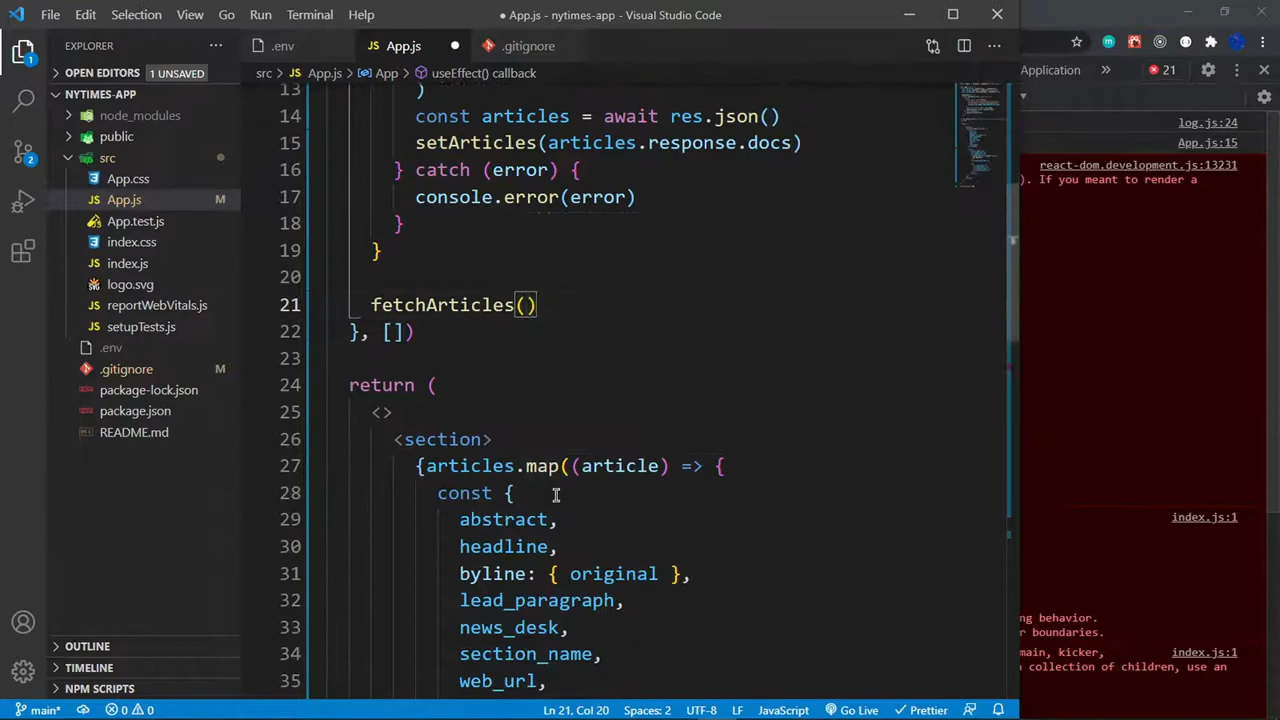 File Edit Selection View Go Run Terminal Help
● App.js - nytimes-app - Visual Studio Code
EXPLORER ···
.env
JS App.js ●
.gitignore
Application » 21
OPEN EDITORS 1 UNSAVED
src > JS App.js > App > useEffect() callback
NYTIMES-APP
node_modules
public
src
App.css
JS App.js M
App.test.js
index.css
JS index.js
logo.svg
JS reportWebVitals.js
JS setupTests.js
.env
.gitignore M
package-lock.json
package.json
README.md
OUTLINE
TIMELINE
NPM SCRIPTS
13 )
14 const articles = await res.json()
15 setArticles(articles.response.docs)
16 } catch (error) {
17 console.error(error)
18 }
19 }
20
21 fetchArticles()
22 }, [])
23
24 return (
25 <>
26 <section>
27 {articles.map((article) => {
28 const {
29 abstract,
30 headline,
31 byline: { original },
32 lead_paragraph,
33 news_desk,
34 section_name,
35 web_url,
log.js:24
App.js:15
react-dom.development.js:13231
). If you meant to render a
index.js:1
ng behavior.
r boundaries.
main, kicker, index.js:1
a collection of children, use an
main* 0 0 Ln 21, Col 20 Spaces: 2 UTF-8 LF JavaScript Go Live Prettier